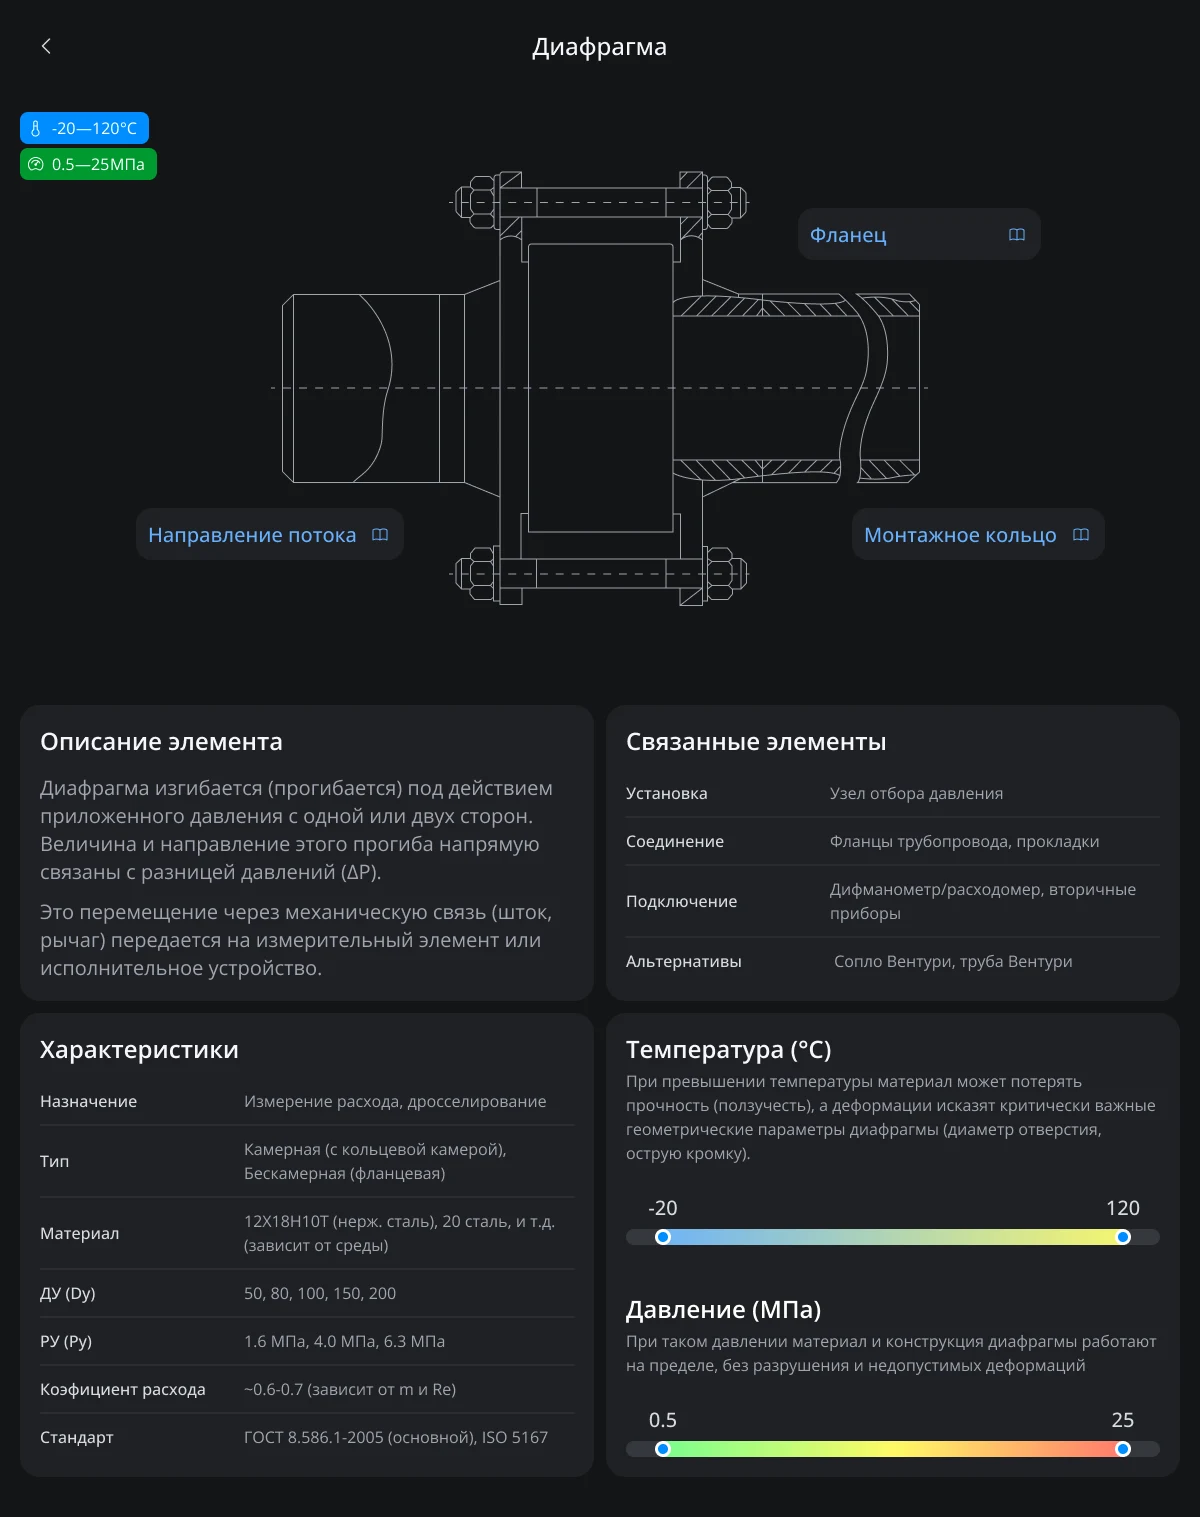 Диафрагма
-20—120°C
0.5—25МПа
Фланец
Направление потока
Монтажное кольцо
Описание элемента
Диафрагма изгибается (прогибается) под действием
приложенного давления с одной или двух сторон.
Величина и направление этого прогиба напрямую
связаны с разницей давлений (ΔP).
Это перемещение через механическую связь (шток,
рычаг) передается на измерительный элемент или
исполнительное устройство.
Связанные элементы
Установка
Узел отбора давления
Соединение
Фланцы трубопровода, прокладки
Подключение
Дифманометр/расходомер, вторичные
приборы
Альтернативы
Сопло Вентури, труба Вентури
Характеристики
Назначение
Измерение расхода, дросселирование
Тип
Камерная (с кольцевой камерой),
Бескамерная (фланцевая)
Материал
12Х18Н10Т (нерж. сталь), 20 сталь, и т.д.
(зависит от среды)
ДУ (Dy)
50, 80, 100, 150, 200
РУ (Py)
1.6 МПа, 4.0 МПа, 6.3 МПа
Коэфициент расхода
~0.6-0.7 (зависит от m и Re)
Стандарт
ГОСТ 8.586.1-2005 (основной), ISO 5167
Температура (°C)
При превышении температуры материал может потерять
прочность (ползучесть), а деформации исказят критически важные
геометрические параметры диафрагмы (диаметр отверстия,
острую кромку).
-20
120
Давление (МПа)
При таком давлении материал и конструкция диафрагмы работают
на пределе, без разрушения и недопустимых деформаций
0.5
25